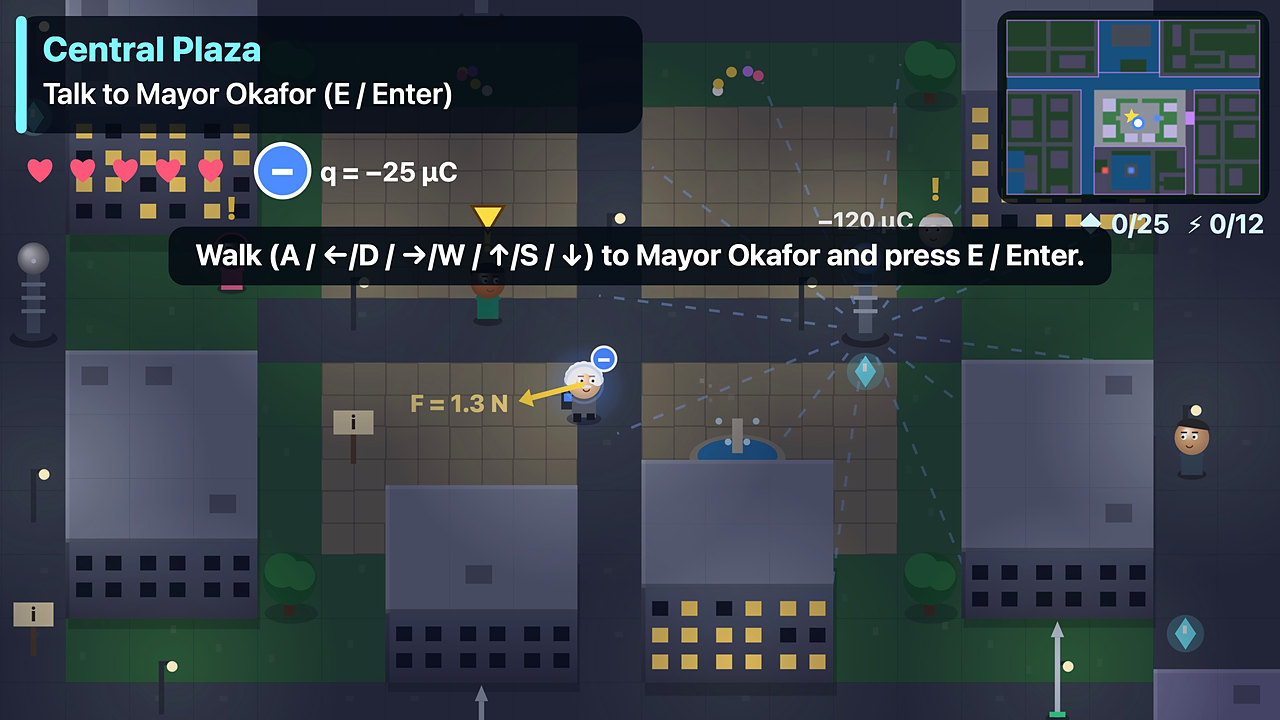 Central Plaza
Talk to Mayor Okafor (E / Enter)
− q = −25 µC
!
!
−120 µC
0/25 ⚡ 0/12
Walk (A / ←/D / →/W / ↑/S / ↓) to Mayor Okafor and press E / Enter.
−
F = 1.3 N
i
i